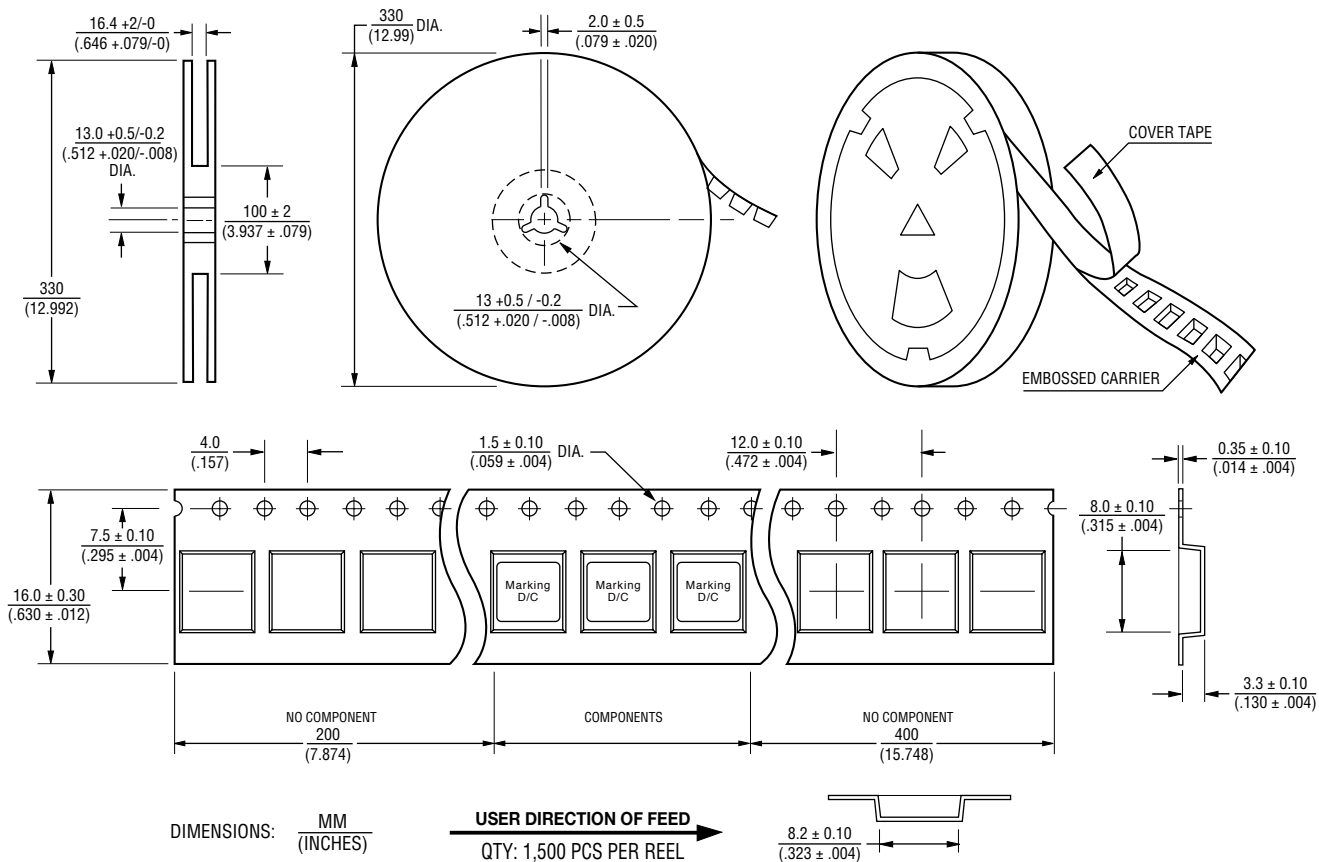 16.4 +2/-0
(.646 +.079/-0)
330
(12.99)
DIA.
2.0 ± 0.5
(.079 ± .020)
13.0 +0.5/-0.2
(.512 +.020/-.008)
DIA.
100 ± 2
(3.937 ± .079)
330
(12.992)
13 +0.5 / -0.2
(.512 +.020 / -.008)
DIA.
COVER TAPE
EMBOSSED CARRIER
4.0
(.157)
1.5 ± 0.10
(.059 ± .004)
DIA.
12.0 ± 0.10
(.472 ± .004)
0.35 ± 0.10
(.014 ± .004)
7.5 ± 0.10
(.295 ± .004)
8.0 ± 0.10
(.315 ± .004)
16.0 ± 0.30
(.630 ± .012)
Marking
D/C
Marking
D/C
Marking
D/C
3.3 ± 0.10
(.130 ± .004)
NO COMPONENT
200
(7.874)
COMPONENTS
NO COMPONENT
400
(15.748)
DIMENSIONS:
MM
(INCHES)
USER DIRECTION OF FEED
QTY: 1,500 PCS PER REEL
8.2 ± 0.10
(.323 ± .004)